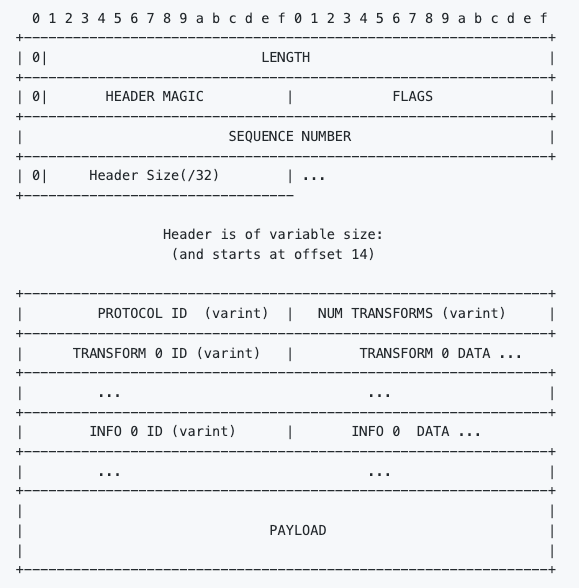 0 1 2 3 4 5 6 7 8 9 a b c d e f 0 1 2 3 4 5 6 7 8 9 a b c d e f
+----------------------------------------------------------------+
| 0|                          LENGTH                             |
+----------------------------------------------------------------+
| 0|       HEADER MAGIC          |            FLAGS              |
+----------------------------------------------------------------+
|                         SEQUENCE NUMBER                        |
+----------------------------------------------------------------+
| 0|     Header Size(/32)        | ...
+---------------------------------
Header is of variable size:
(and starts at offset 14)
+----------------------------------------------------------------+
|         PROTOCOL ID  (varint)  |   NUM TRANSFORMS (varint)     |
+----------------------------------------------------------------+
|      TRANSFORM 0 ID (varint)   |        TRANSFORM 0 DATA ...   |
+----------------------------------------------------------------+
|         ...                              ...                   |
+----------------------------------------------------------------+
|        INFO 0 ID (varint)      |       INFO 0  DATA ...        |
+----------------------------------------------------------------+
|         ...                              ...                   |
+----------------------------------------------------------------+
|                                                                |
|                              PAYLOAD                           |
|                                                                |
+----------------------------------------------------------------+